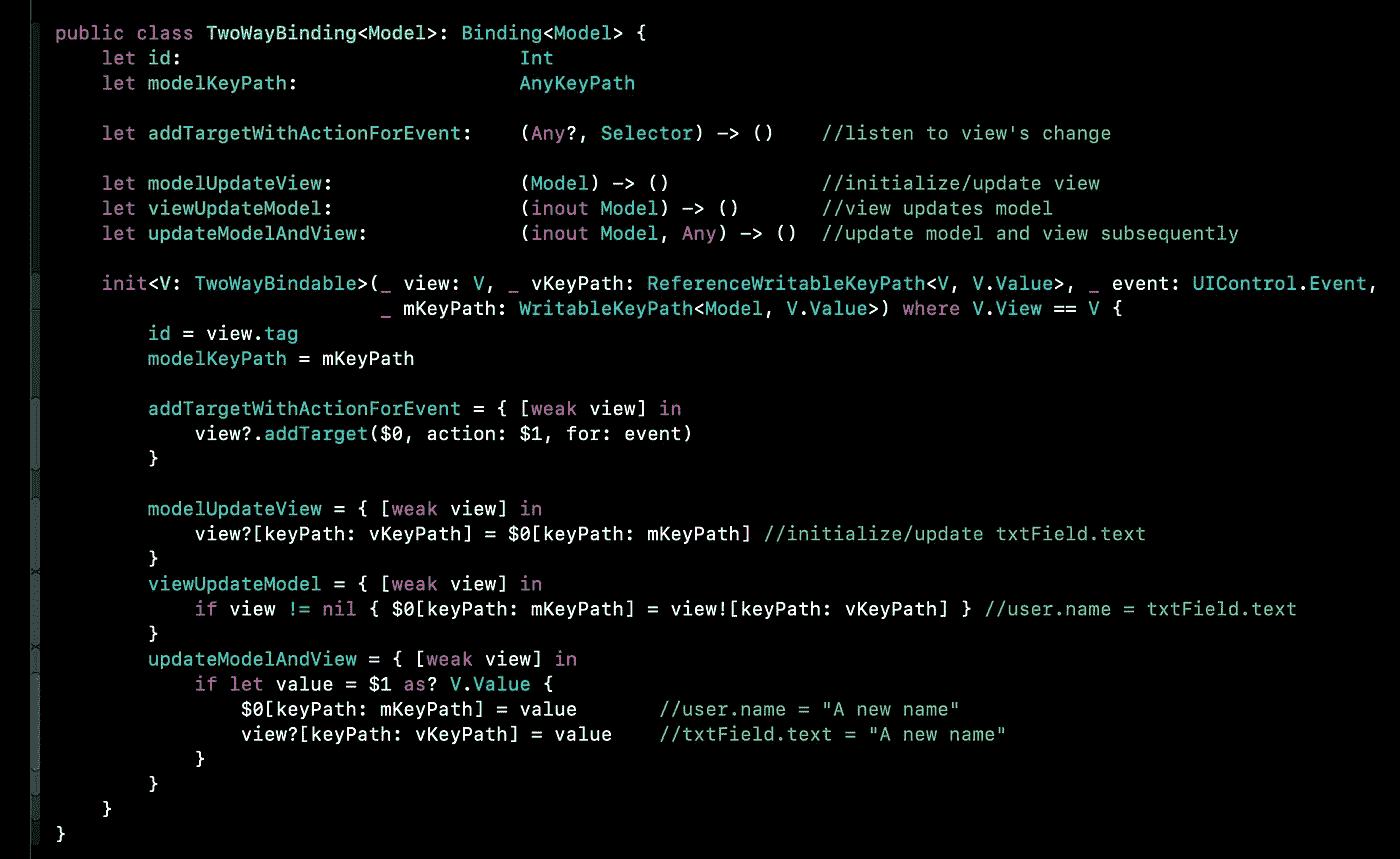 public class TwoWayBinding<Model>: Binding<Model> {
    let id:                             Int
    let modelKeyPath:                   AnyKeyPath

    let addTargetWithActionForEvent:    (Any?, Selector) -> ()    //listen to view's change

    let modelUpdateView:                (Model) -> ()             //initialize/update view
    let viewUpdateModel:                (inout Model) -> ()       //view updates model
    let updateModelAndView:             (inout Model, Any) -> ()  //update model and view subsequently

    init<V: TwoWayBindable>(_ view: V, _ vKeyPath: ReferenceWritableKeyPath<V, V.Value>, _ event: UIControl.Event,
                            _ mKeyPath: WritableKeyPath<Model, V.Value>) where V.View == V {
        id = view.tag
        modelKeyPath = mKeyPath

        addTargetWithActionForEvent = { [weak view] in
            view?.addTarget($0, action: $1, for: event)
        }

        modelUpdateView = { [weak view] in
            view?[keyPath: vKeyPath] = $0[keyPath: mKeyPath] //initialize/update txtField.text
        }
        viewUpdateModel = { [weak view] in
            if view != nil { $0[keyPath: mKeyPath] = view![keyPath: vKeyPath] } //user.name = txtField.text
        }
        updateModelAndView = { [weak view] in
            if let value = $1 as? V.Value {
                $0[keyPath: mKeyPath] = value       //user.name = "A new name"
                view?[keyPath: vKeyPath] = value    //txtField.text = "A new name"
            }
        }
    }
}